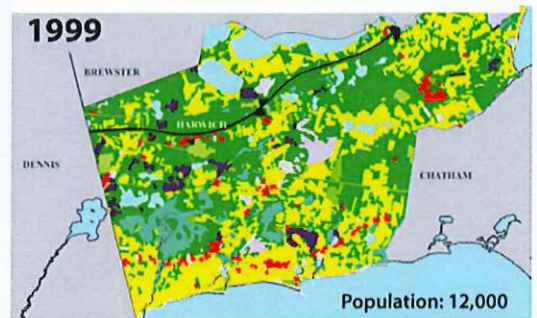 1999
BREWSTER
HARWICH
DENNIS
CHATHAM
Population: 12,000